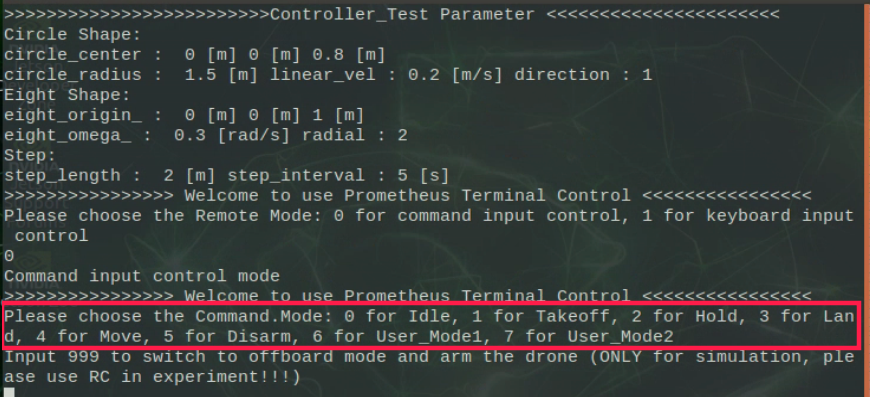 >>>>>>>>>>>>>>>>>>>>>>>>>Controller_Test Parameter <<<<<<<<<<<<<<<<<<<<<<
Circle Shape:
circle_center :  0 [m] 0 [m] 0.8 [m]
circle_radius :  1.5 [m] linear_vel : 0.2 [m/s] direction : 1
Eight Shape:
eight_origin_ :  0 [m] 0 [m] 1 [m]
eight_omega_ :  0.3 [rad/s] radial : 2
Step:
step_length :  2 [m] step_interval : 5 [s]
>>>>>>>>>>>>>>>> Welcome to use Prometheus Terminal Control <<<<<<<<<<<<<<<<
Please choose the Remote Mode: 0 for command input control, 1 for keyboard input
 control
0
Command input control mode
>>>>>>>>>>>>>>>> Welcome to use Prometheus Terminal Control <<<<<<<<<<<<<<<<
Please choose the Command.Mode: 0 for Idle, 1 for Takeoff, 2 for Hold, 3 for Lan
d, 4 for Move, 5 for Disarm, 6 for User_Mode1, 7 for User_Mode2
Input 999 to switch to offboard mode and arm the drone (ONLY for simulation, ple
ase use RC in experiment!!!)